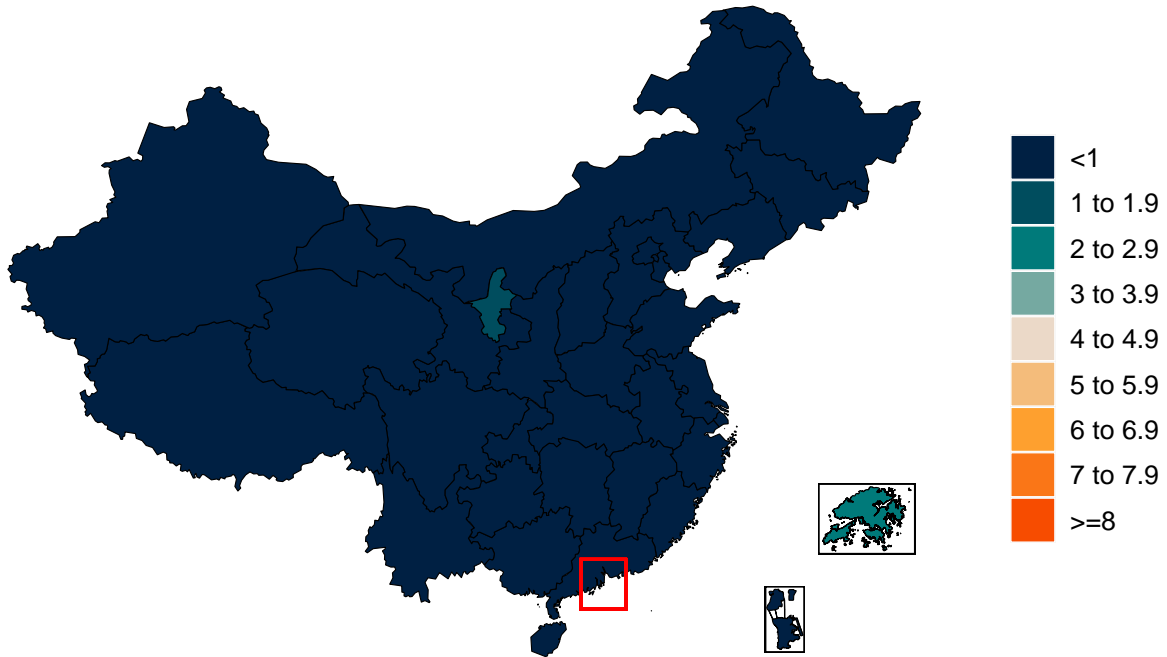 <1
1 to 1.9
2 to 2.9
3 to 3.9
4 to 4.9
5 to 5.9
6 to 6.9
7 to 7.9
>=8